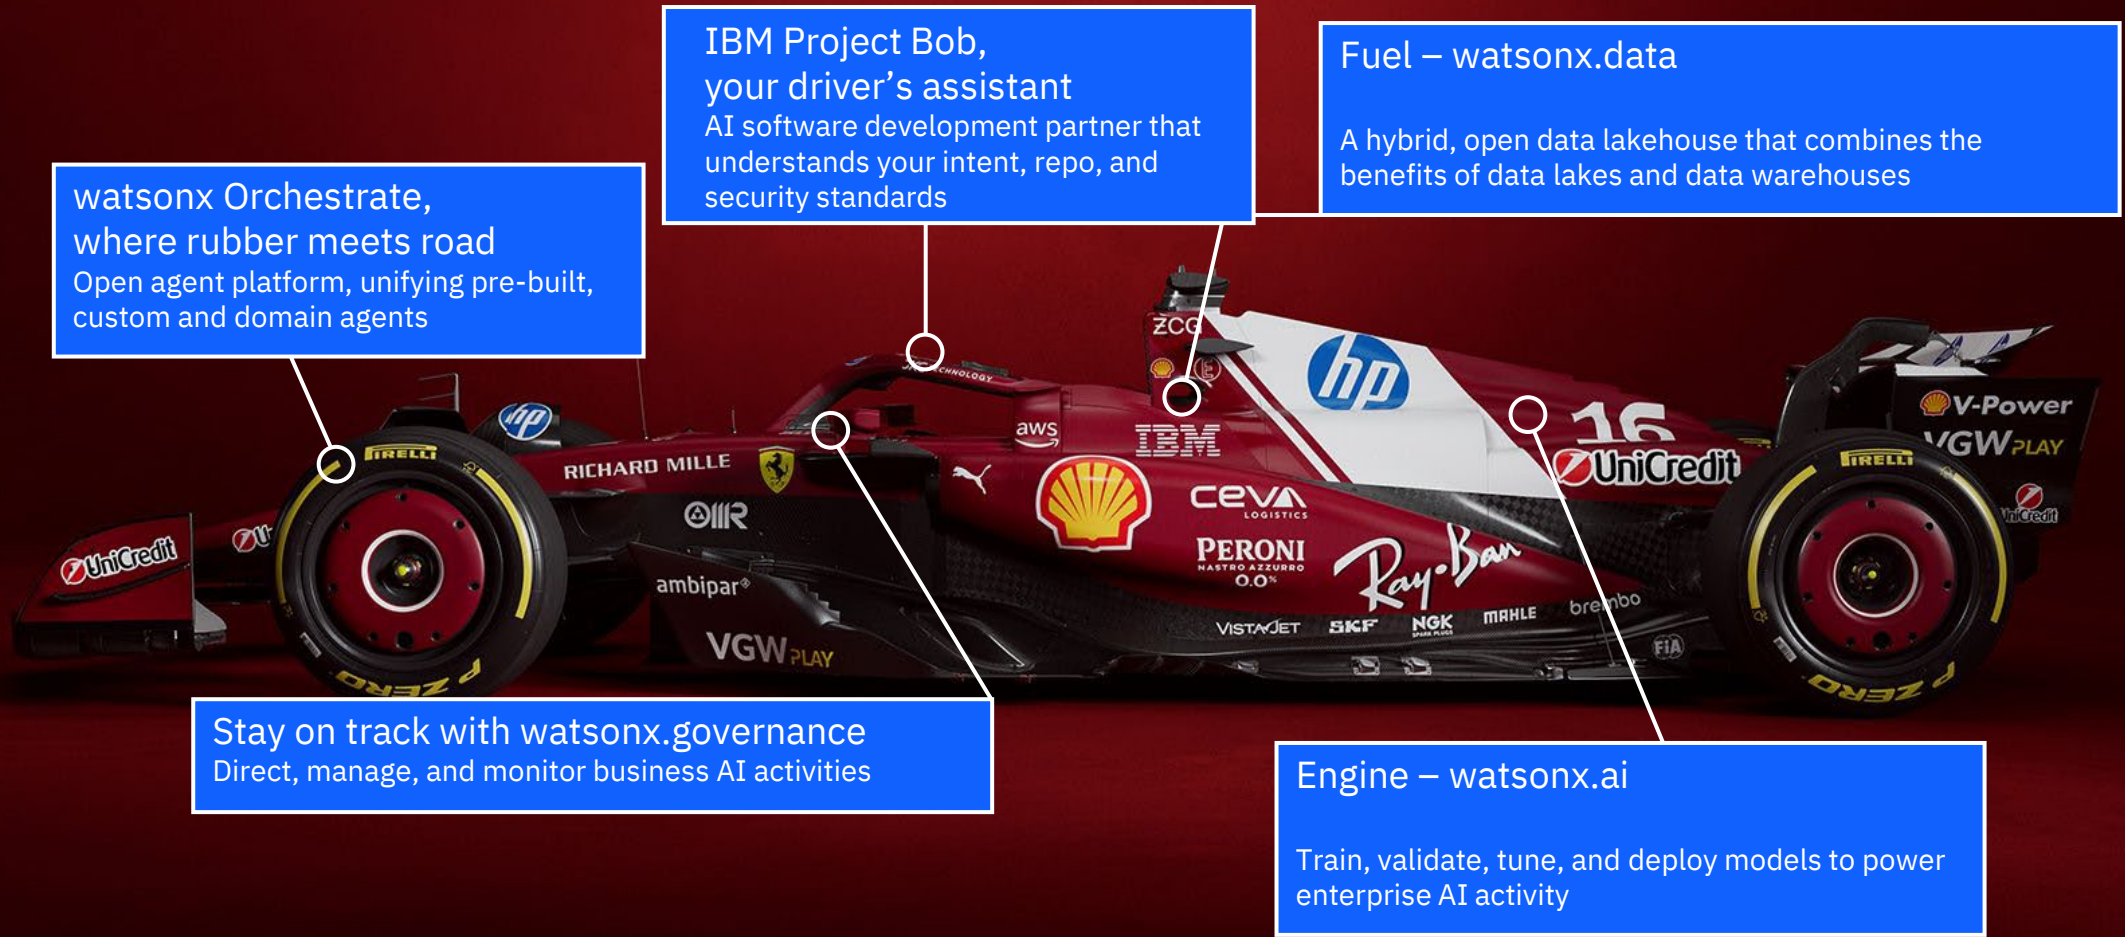 IBM Project Bob,
your driver’s assistant
AI software development partner that
understands your intent, repo, and
security standards
Fuel – watsonx.data
A hybrid, open data lakehouse that combines the
benefits of data lakes and data warehouses
watsonx Orchestrate,
where rubber meets road
Open agent platform, unifying pre-built,
custom and domain agents
ZCG
hp
TECHNOLOGY
hp
16
V-Power
VGW PLAY
UniCredit
aws
IBM
PIRELLI
RICHARD MILLE
UniCredit
PIRELLI
CEVA
LOGISTICS
PERONI
NASTRO AZZURRO
0.0%
Ray-Ban
UniCredit
ambipar
VGW PLAY
VISTAJET
SKF
NGK
SPARK PLUGS
MAHLE
brembo
FIA
P ZERO
P ZERO
Stay on track with watsonx.governance
Direct, manage, and monitor business AI activities
Engine – watsonx.ai
Train, validate, tune, and deploy models to power
enterprise AI activity